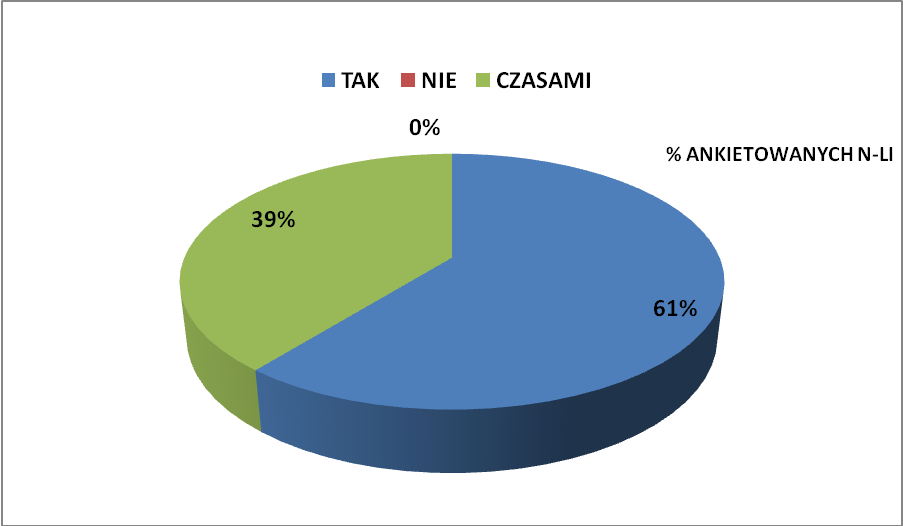 TAK NIE CZASAMI
0%
% ANKIETOWANYCH N-LI
39%
61%